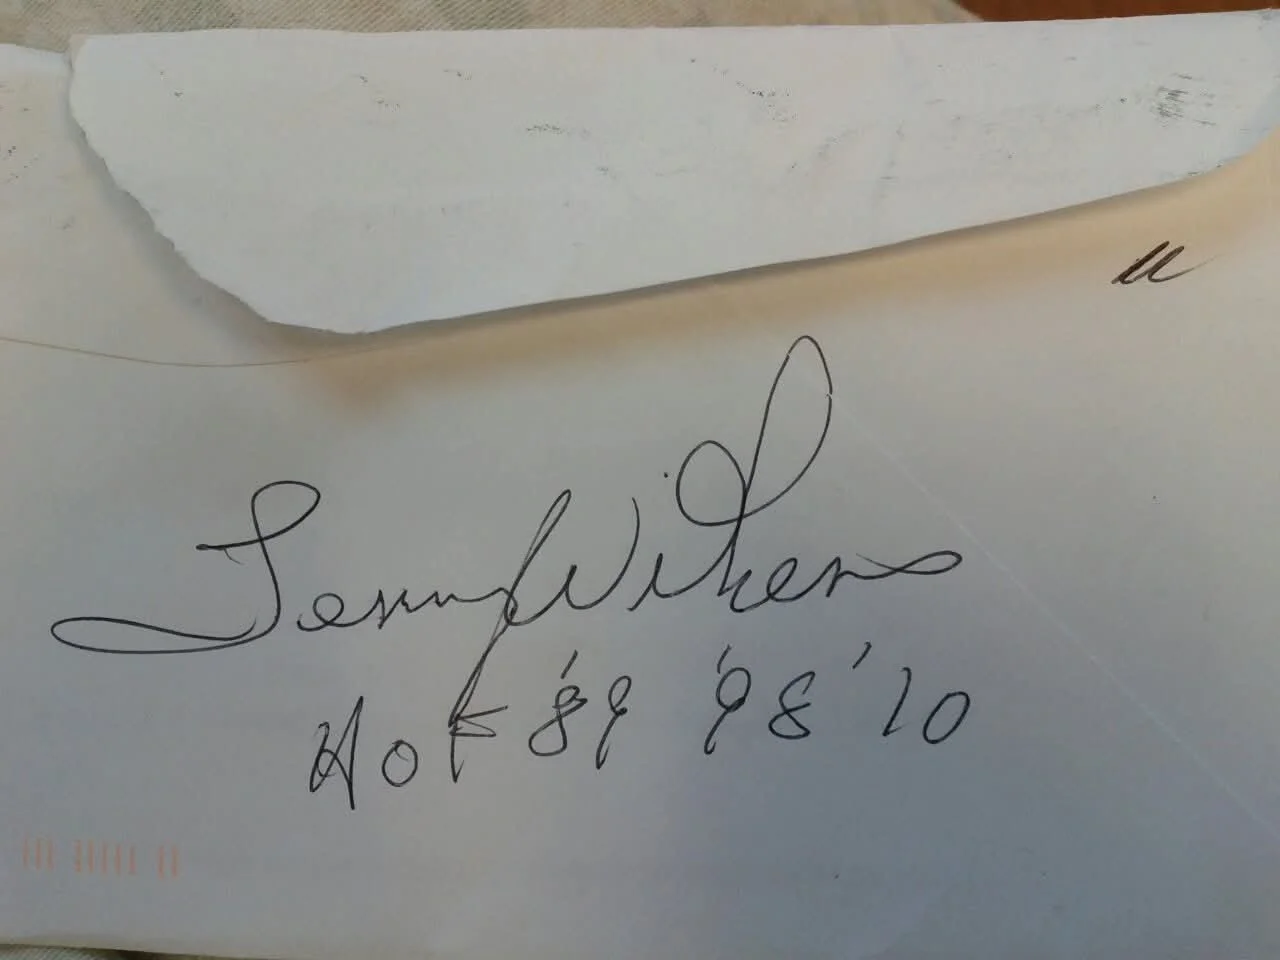 Lenny Wilkens
HOF '89 '98 '10